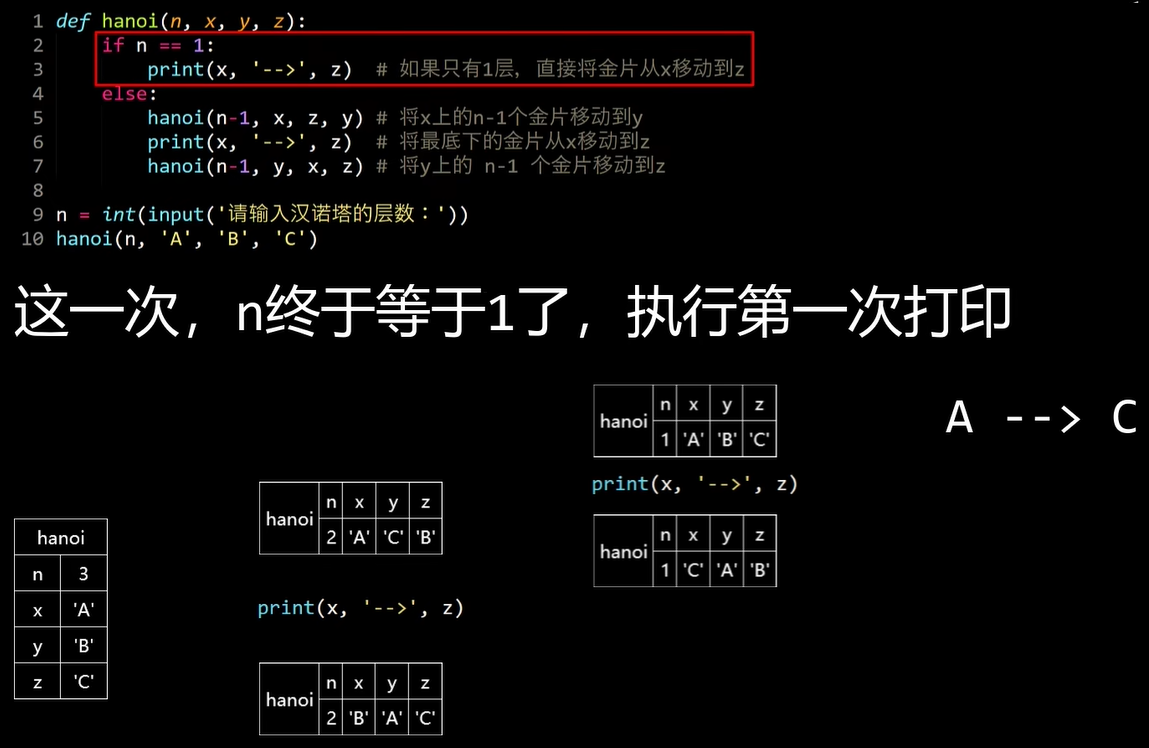 1 def hanoi(n, x, y, z):
2     if n == 1:
3         print(x, '-->', z)  # 如果只有1层，直接将金片从x移动到z
4     else:
5         hanoi(n-1, x, z, y) # 将x上的n-1个金片移动到y
6         print(x, '-->', z)  # 将最底下的金片从x移动到z
7         hanoi(n-1, y, x, z) # 将y上的 n-1 个金片移动到z
8
9 n = int(input('请输入汉诺塔的层数：'))
10 hanoi(n, 'A', 'B', 'C')
这一次，n终于等于1了，执行第一次打印
hanoi
n 3
x 'A'
y 'B'
z 'C'
hanoi n x y z
2 'A' 'C' 'B'
print(x, '-->', z)
hanoi n x y z
2 'B' 'A' 'C'
hanoi n x y z
1 'A' 'B' 'C'
print(x, '-->', z)
hanoi n x y z
1 'C' 'A' 'B'
A --> C